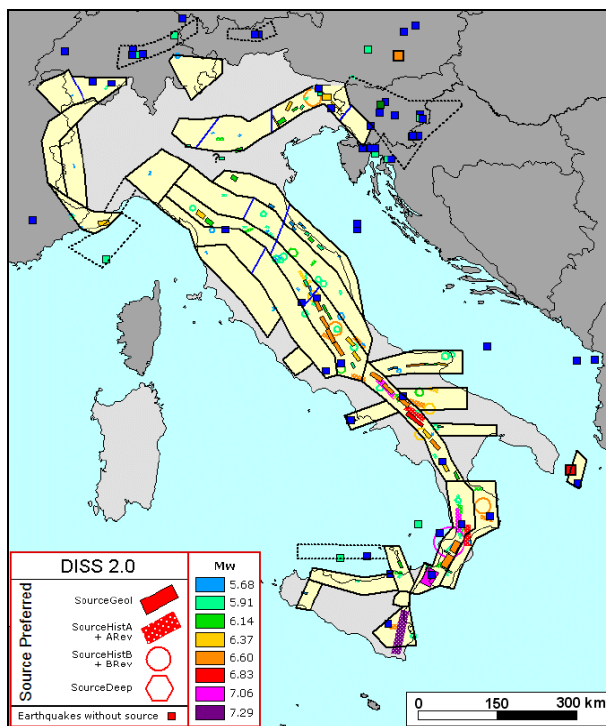 ?
DISS 2.0
Source Preferred
SourceGeol
SourceHistA
+ ARev
SourceHistB
+ BRev
SourceDeep
Earthquakes without source
Mw
5.68
5.91
6.14
6.37
6.60
6.83
7.06
7.29
0 150 300 km